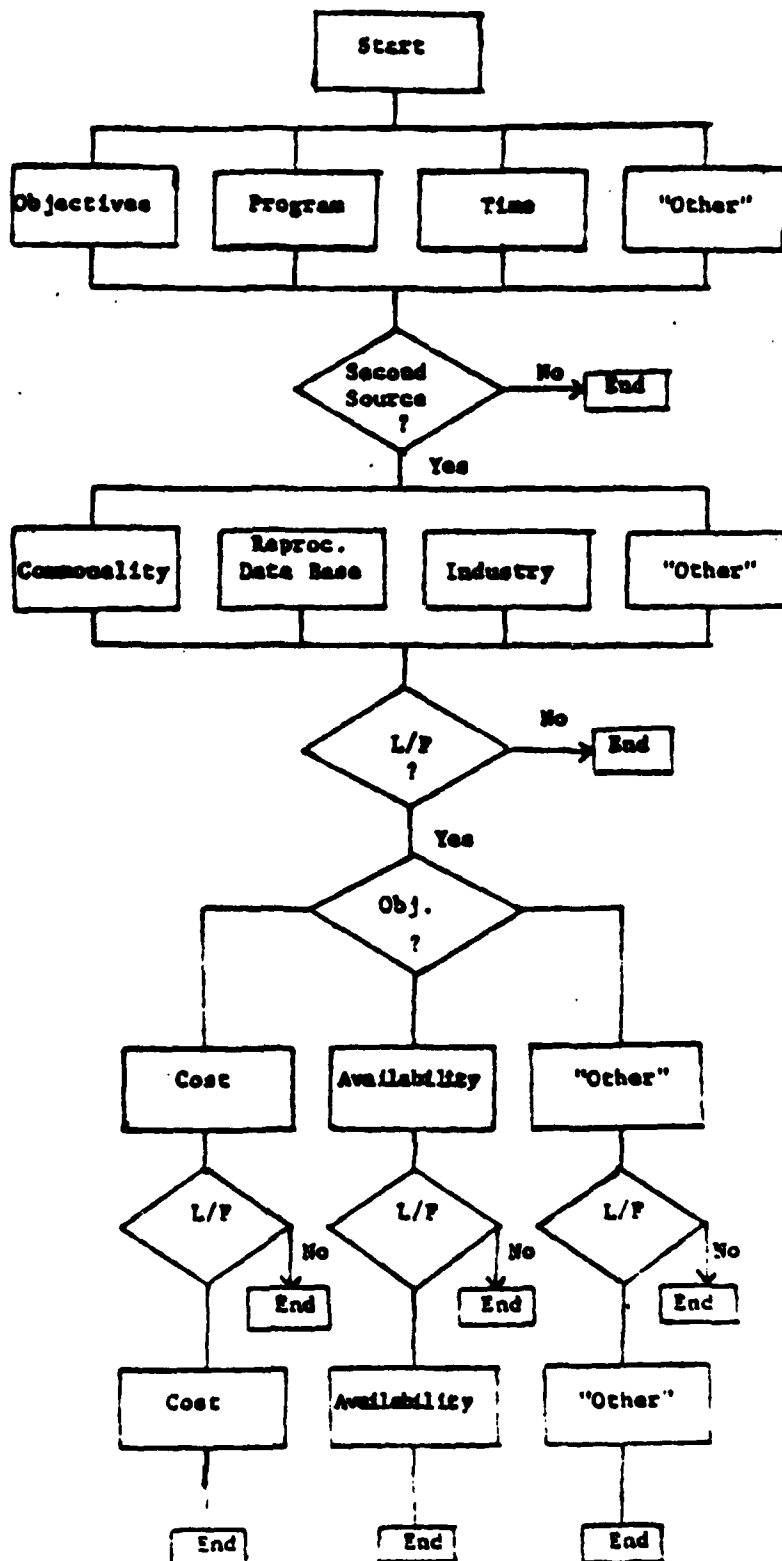 Start
Objectives
Program
Time
"Other"
Second
Source
?
No
End
Yes
Commonality
Reproc.
Data Base
Industry
"Other"
L/F
?
No
End
Yes
Obj.
?
Cost
Availability
"Other"
L/F
L/F
L/F
No
No
No
End
End
End
Cost
Availability
"Other"
End
End
End